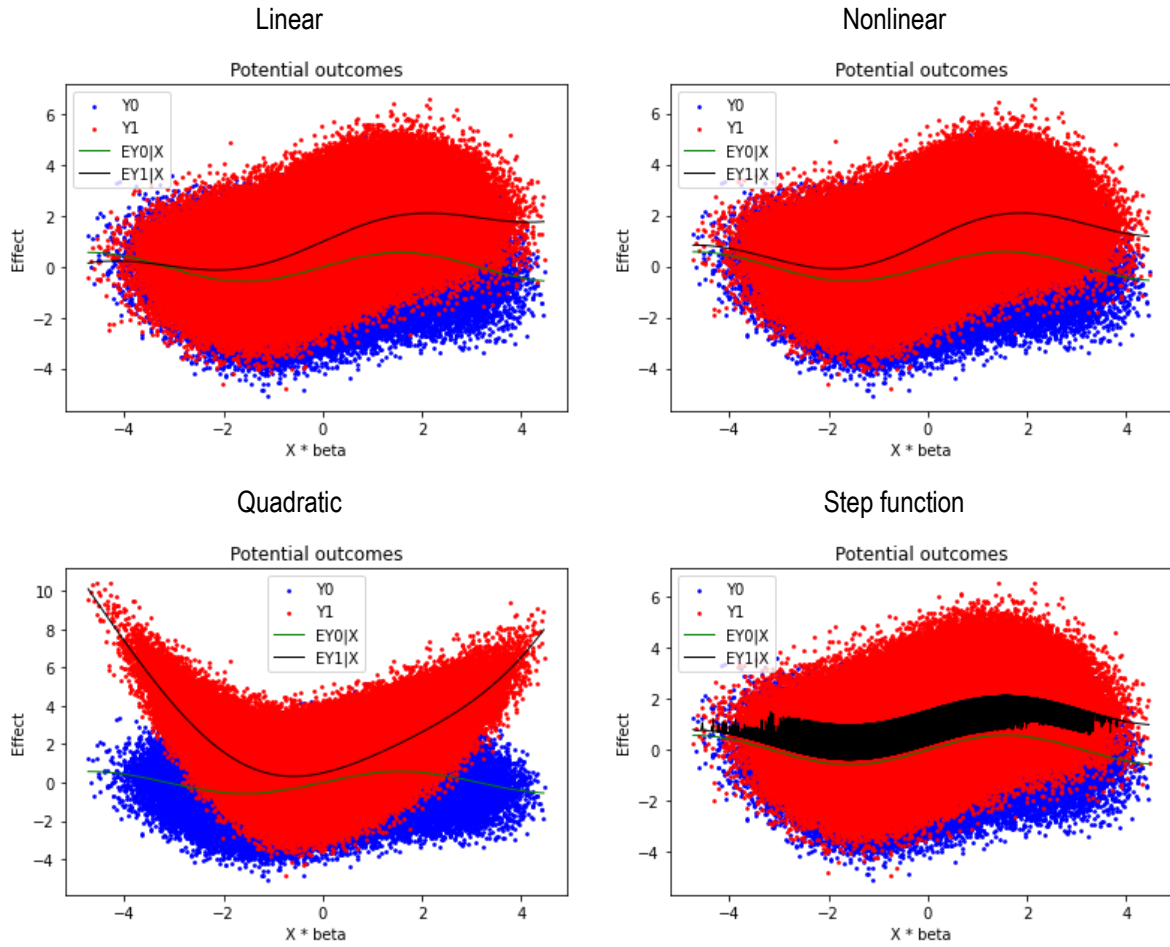 Linear
Potential outcomes
Y0
Y1
EY0|X
EY1|X
6
4
2
0
−2
−4
Effect
−4 −2 0 2 4
X * beta
Nonlinear
Potential outcomes
Y0
Y1
EY0|X
EY1|X
6
4
2
0
−2
−4
Effect
−4 −2 0 2 4
X * beta
Quadratic
Potential outcomes
Y0
Y1
EY0|X
EY1|X
10
8
6
4
2
0
−2
−4
Effect
−4 −2 0 2 4
X * beta
Step function
Potential outcomes
Y0
Y1
EY0|X
EY1|X
6
4
2
0
−2
−4
Effect
−4 −2 0 2 4
X * beta